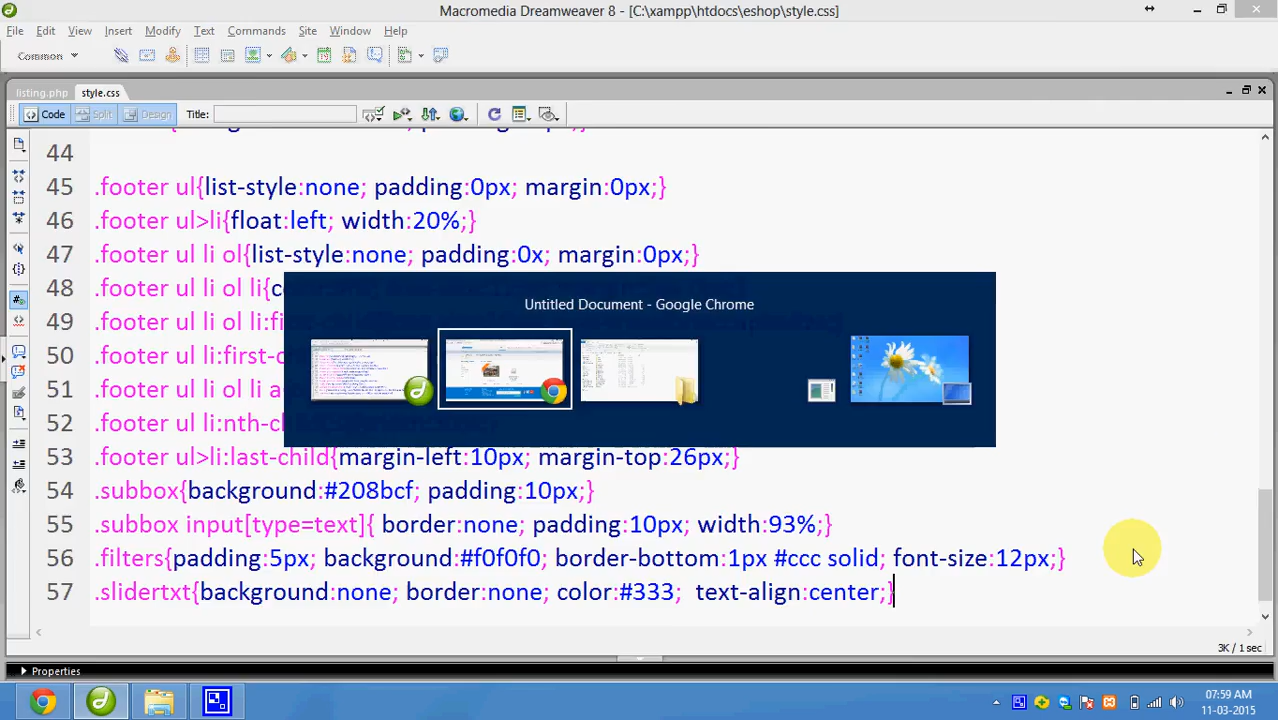 Macromedia Dreamweaver 8 - [C:\xampp\htdocs\eshop\style.css]
File Edit View Insert Modify Text Commands Site Window Help
Common
listing.php style.css
Code Split Design Title:
44
45 .footer ul{list-style:none; padding:0px; margin:0px;}
46 .footer ul>li{float:left; width:20%;}
47 .footer ul li ol{list-style:none; padding:0x; margin:0px;}
48 .footer ul li ol li{
Untitled Document - Google Chrome
49 .footer ul li ol li:
50 .footer ul li:first-
51 .footer ul li ol li a
52 .footer ul li:nth-
53 .footer ul>li:last-child{margin-left:10px; margin-top:26px;}
54 .subbox{background:#208bcf; padding:10px;}
55 .subbox input[type=text]{ border:none; padding:10px; width:93%;}
56 .filters{padding:5px; background:#f0f0f0; border-bottom:1px #ccc solid; font-size:12px;}
57 .slidertxt{background:none; border:none; color:#333; text-align:center;}
3K / 1 sec
Properties
07:59 AM
11-03-2015